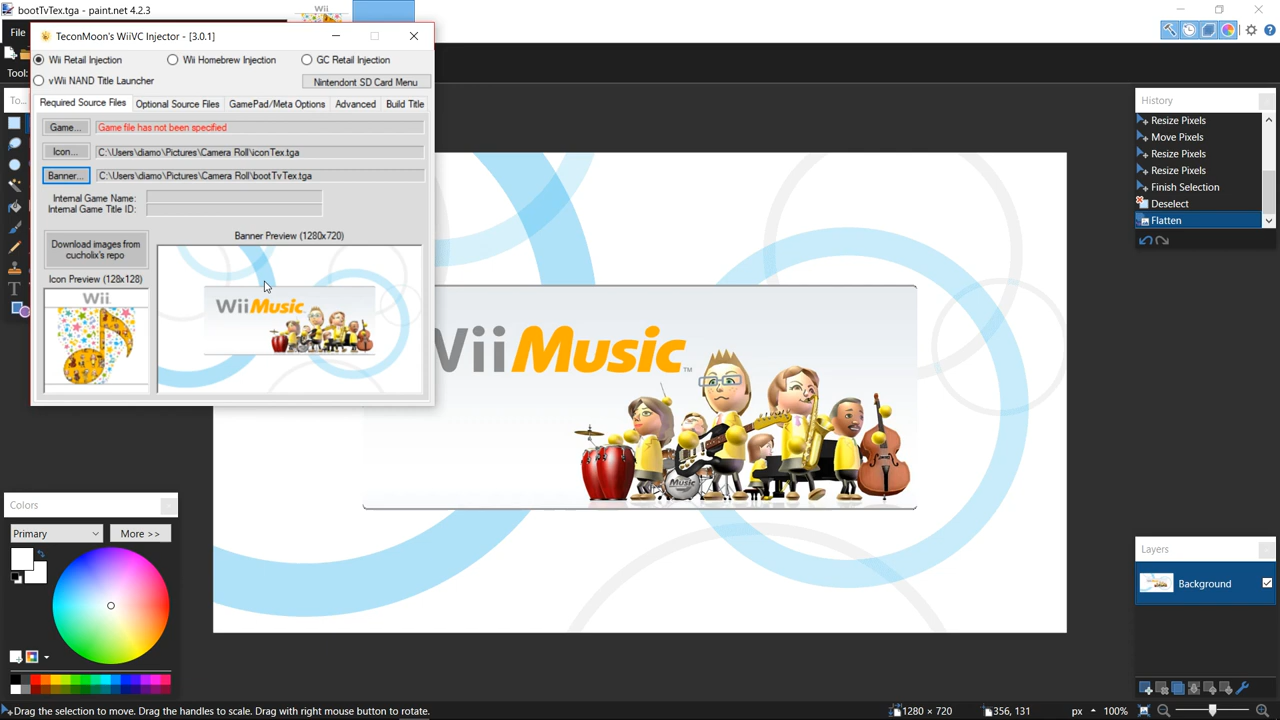 bootTvTex.tga - paint.net 4.2.3
Wii
File
TeconMoon's WiiVC Injector - [3.0.1]
Wii Retail Injection
Wii Homebrew Injection
GC Retail Injection
vWii NAND Title Launcher
Nintendont SD Card Menu
Tool:
To...
Required Source Files
Optional Source Files
GamePad/Meta Options
Advanced
Build Title
Game...
Game file has not been specified
Icon...
C:\Users\diamo\Pictures\Camera Roll\iconTex.tga
Banner...
C:\Users\diamo\Pictures\Camera Roll\bootTvTex.tga
Internal Game Name:
Internal Game Title ID:
Download images from
cucholix's repo
Banner Preview (1280x720)
Icon Preview (128x128)
Wii
Wii Music
Wii Music TM
Music
History
Resize Pixels
Move Pixels
Resize Pixels
Resize Pixels
Finish Selection
Deselect
Flatten
Colors
Primary
More >>
Layers
Background
Drag the selection to move. Drag the handles to scale. Drag with right mouse button to rotate.
1280 × 720
356, 131
px
100%